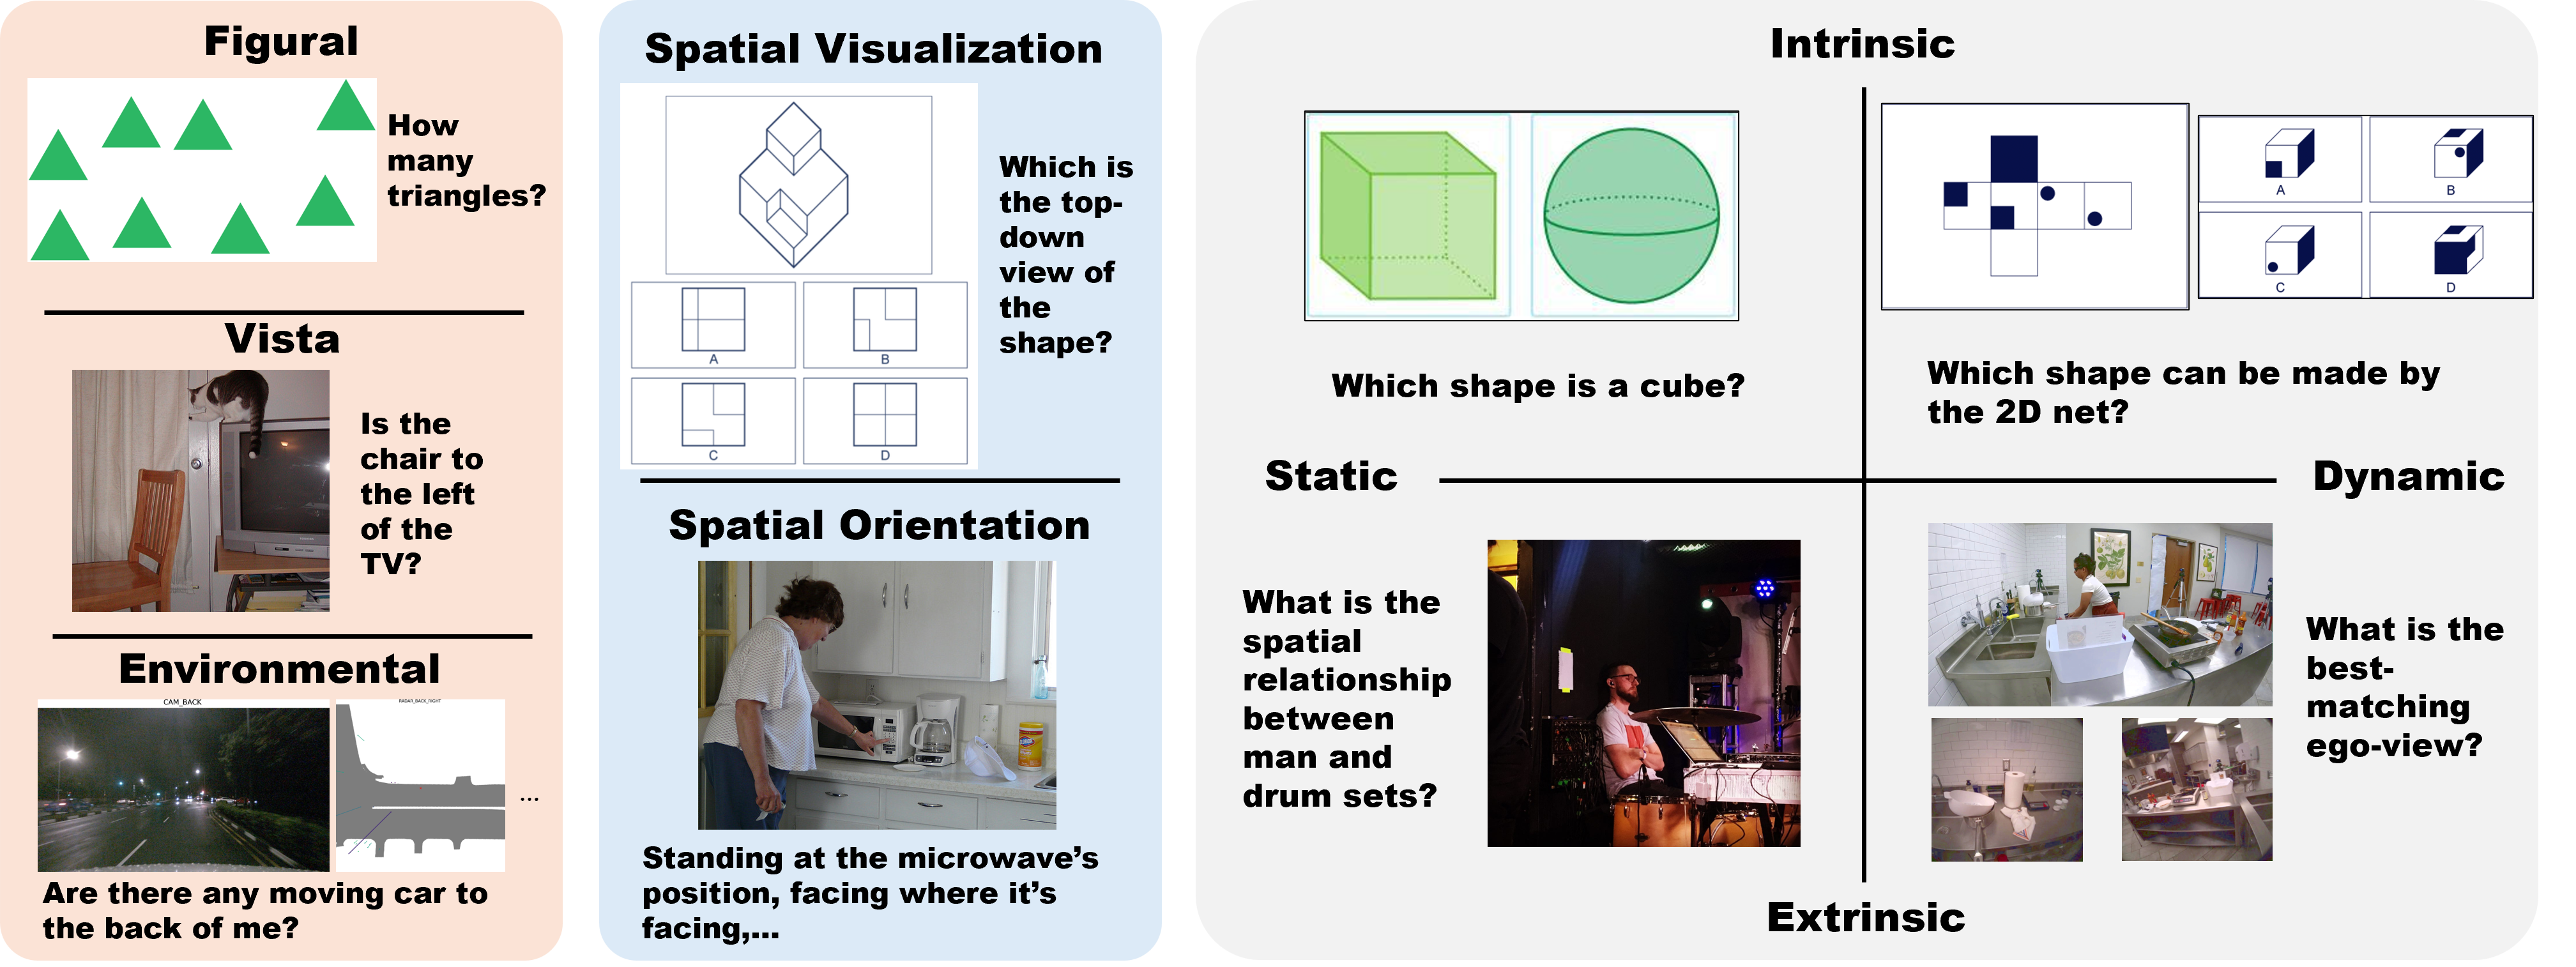 Figural
How
many
triangles?
Vista
Is the
chair to
the left
of the
TV?
Environmental
CAM_BACK
RADAR_BACK_RIGHT
...
Are there any moving car to
the back of me?
Spatial Visualization
Which is
the top-
down
view of
the
shape?
A
B
C
D
Spatial Orientation
Standing at the microwave’s
position, facing where it’s
facing,...
Intrinsic
Which shape is a cube?
A
B
C
D
Which shape can be made by
the 2D net?
Static
Dynamic
What is the
spatial
relationship
between
man and
drum sets?
What is the
best-
matching
ego-view?
Extrinsic